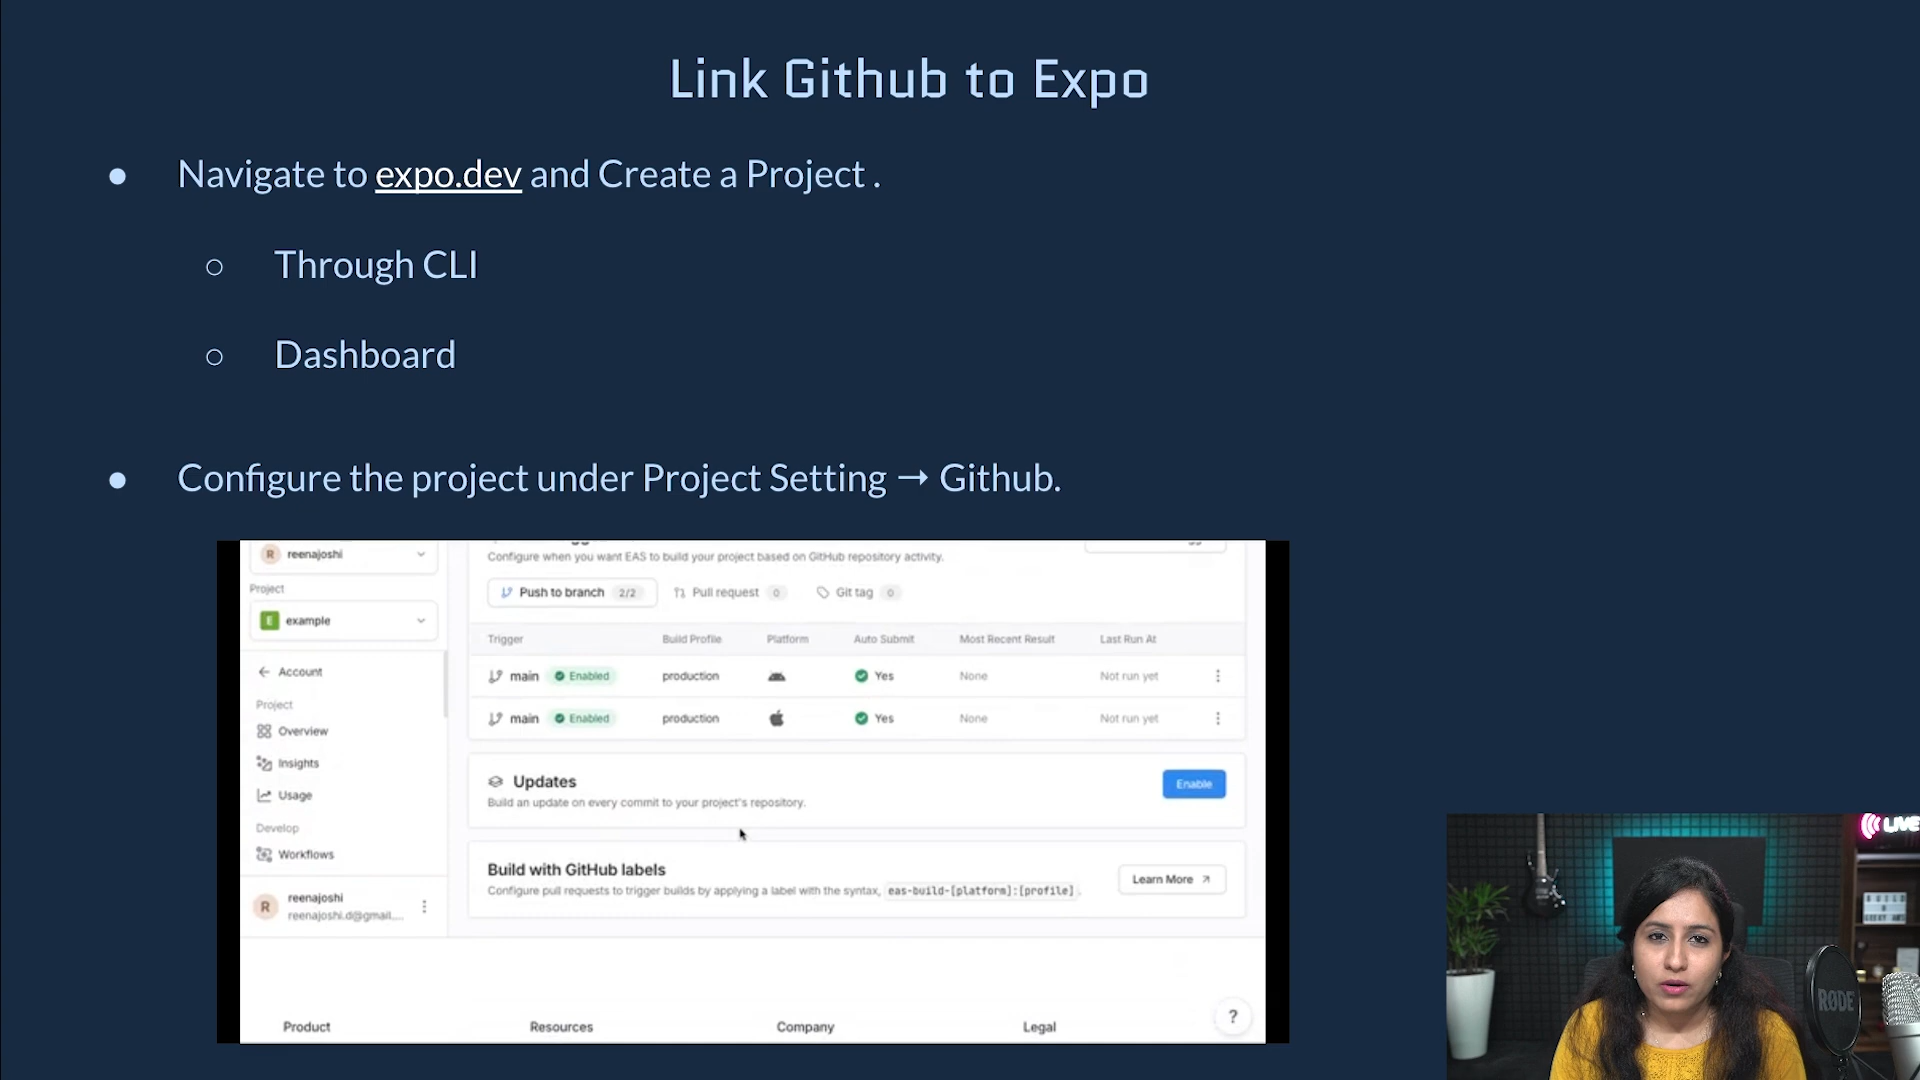 Link Github to Expo
● Navigate to expo.dev and Create a Project .
○ Through CLI
○ Dashboard
● Configure the project under Project Setting → Github.
R reenajoshi
Project
E example
Account
Project
Overview
Insights
Usage
Develop
Workflows
R reenajoshi
reenajoshi.d@gmail,...
Configure when you want EAS to build your project based on GitHub repository activity.
Push to branch 2/2 Pull request 0 Git tag 0
Trigger Build Profile Platform Auto Submit Most Recent Result Last Run At
main Enabled production Yes None Not run yet
main Enabled production Yes None Not run yet
Updates
Enable
Build an update on every commit to your project's repository.
Build with GitHub labels
Configure pull requests to trigger builds by applying a label with the syntax, eas-build-[platform]:[profile] .
Learn More
?
Product Resources Company Legal
LIVE
RØDE